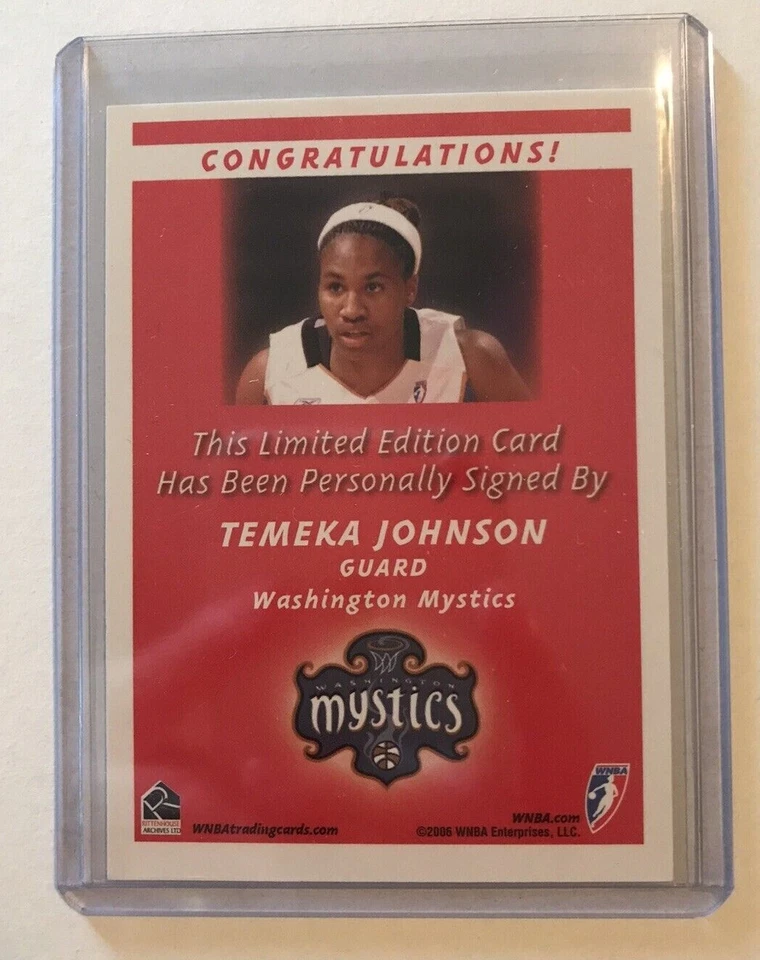 CONGRATULATIONS!
This Limited Edition Card
Has Been Personally Signed By
TEMEKA JOHNSON
GUARD
Washington Mystics
WASHINGTON
mystics
WNBA
RITTENHOUSE
ARCHIVES LTD
WNBAtradingcards.com
WNBA.com
©2006 WNBA Enterprises, LLC.